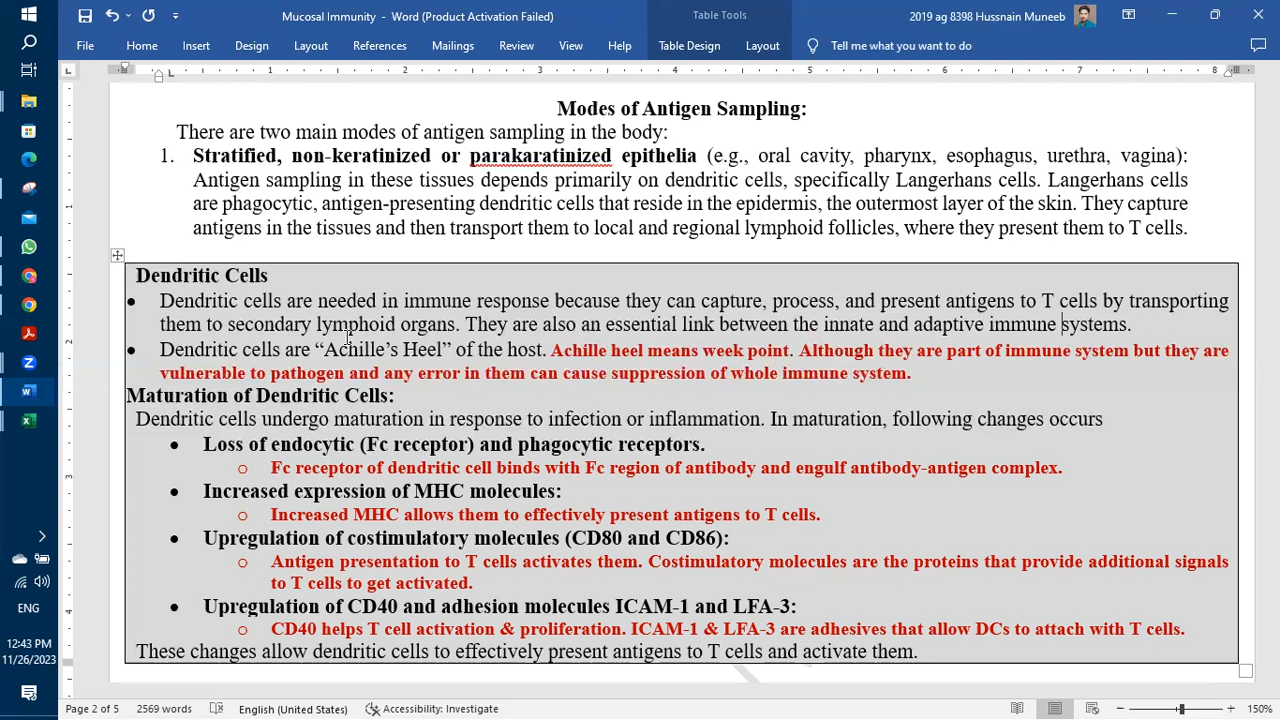 Mucosal Immunity - Word (Product Activation Failed)
Table Tools
2019 ag 8398 Hussnain Muneeb
File Home Insert Design Layout References Mailings Review View Help Table Design Layout Tell me what you want to do
1 2 3 4 5 6 7 8
Modes of Antigen Sampling:
There are two main modes of antigen sampling in the body:
1. Stratified, non-keratinized or parakaratinized epithelia (e.g., oral cavity, pharynx, esophagus, urethra, vagina):
Antigen sampling in these tissues depends primarily on dendritic cells, specifically Langerhans cells. Langerhans cells
are phagocytic, antigen-presenting dendritic cells that reside in the epidermis, the outermost layer of the skin. They capture
antigens in the tissues and then transport them to local and regional lymphoid follicles, where they present them to T cells.
Dendritic Cells
• Dendritic cells are needed in immune response because they can capture, process, and present antigens to T cells by transporting
them to secondary lymphoid organs. They are also an essential link between the innate and adaptive immune systems.
• Dendritic cells are “Achille’s Heel” of the host. Achille heel means week point. Although they are part of immune system but they are
vulnerable to pathogen and any error in them can cause suppression of whole immune system.
Maturation of Dendritic Cells:
Dendritic cells undergo maturation in response to infection or inflammation. In maturation, following changes occurs
• Loss of endocytic (Fc receptor) and phagocytic receptors.
o Fc receptor of dendritic cell binds with Fc region of antibody and engulf antibody-antigen complex.
• Increased expression of MHC molecules:
o Increased MHC allows them to effectively present antigens to T cells.
• Upregulation of costimulatory molecules (CD80 and CD86):
o Antigen presentation to T cells activates them. Costimulatory molecules are the proteins that provide additional signals
to T cells to get activated.
• Upregulation of CD40 and adhesion molecules ICAM-1 and LFA-3:
o CD40 helps T cell activation & proliferation. ICAM-1 & LFA-3 are adhesives that allow DCs to attach with T cells.
These changes allow dendritic cells to effectively present antigens to T cells and activate them.
ENG
12:43 PM
11/26/2023
Page 2 of 5 2569 words English (United States) Accessibility: Investigate 150%